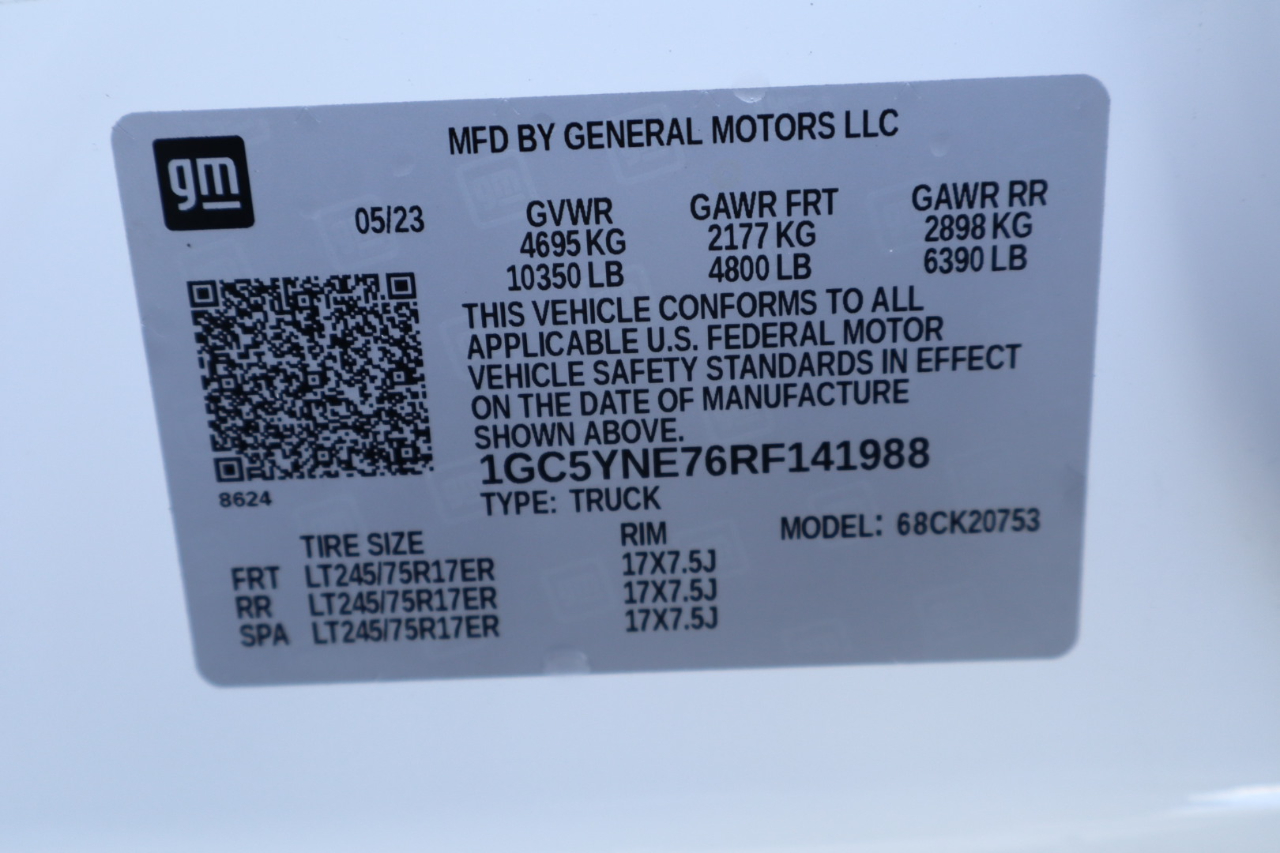 gm
MFD BY GENERAL MOTORS LLC
05/23 GVWR GAWR FRT GAWR RR
4695 KG 2177 KG 2898 KG
10350 LB 4800 LB 6390 LB
THIS VEHICLE CONFORMS TO ALL
APPLICABLE U.S. FEDERAL MOTOR
VEHICLE SAFETY STANDARDS IN EFFECT
ON THE DATE OF MANUFACTURE
SHOWN ABOVE.
1GC5YNE76RF141988
8624
TYPE: TRUCK
MODEL: 68CK20753
TIRE SIZE RIM
FRT LT245/75R17ER 17X7.5J
RR LT245/75R17ER 17X7.5J
SPA LT245/75R17ER 17X7.5J